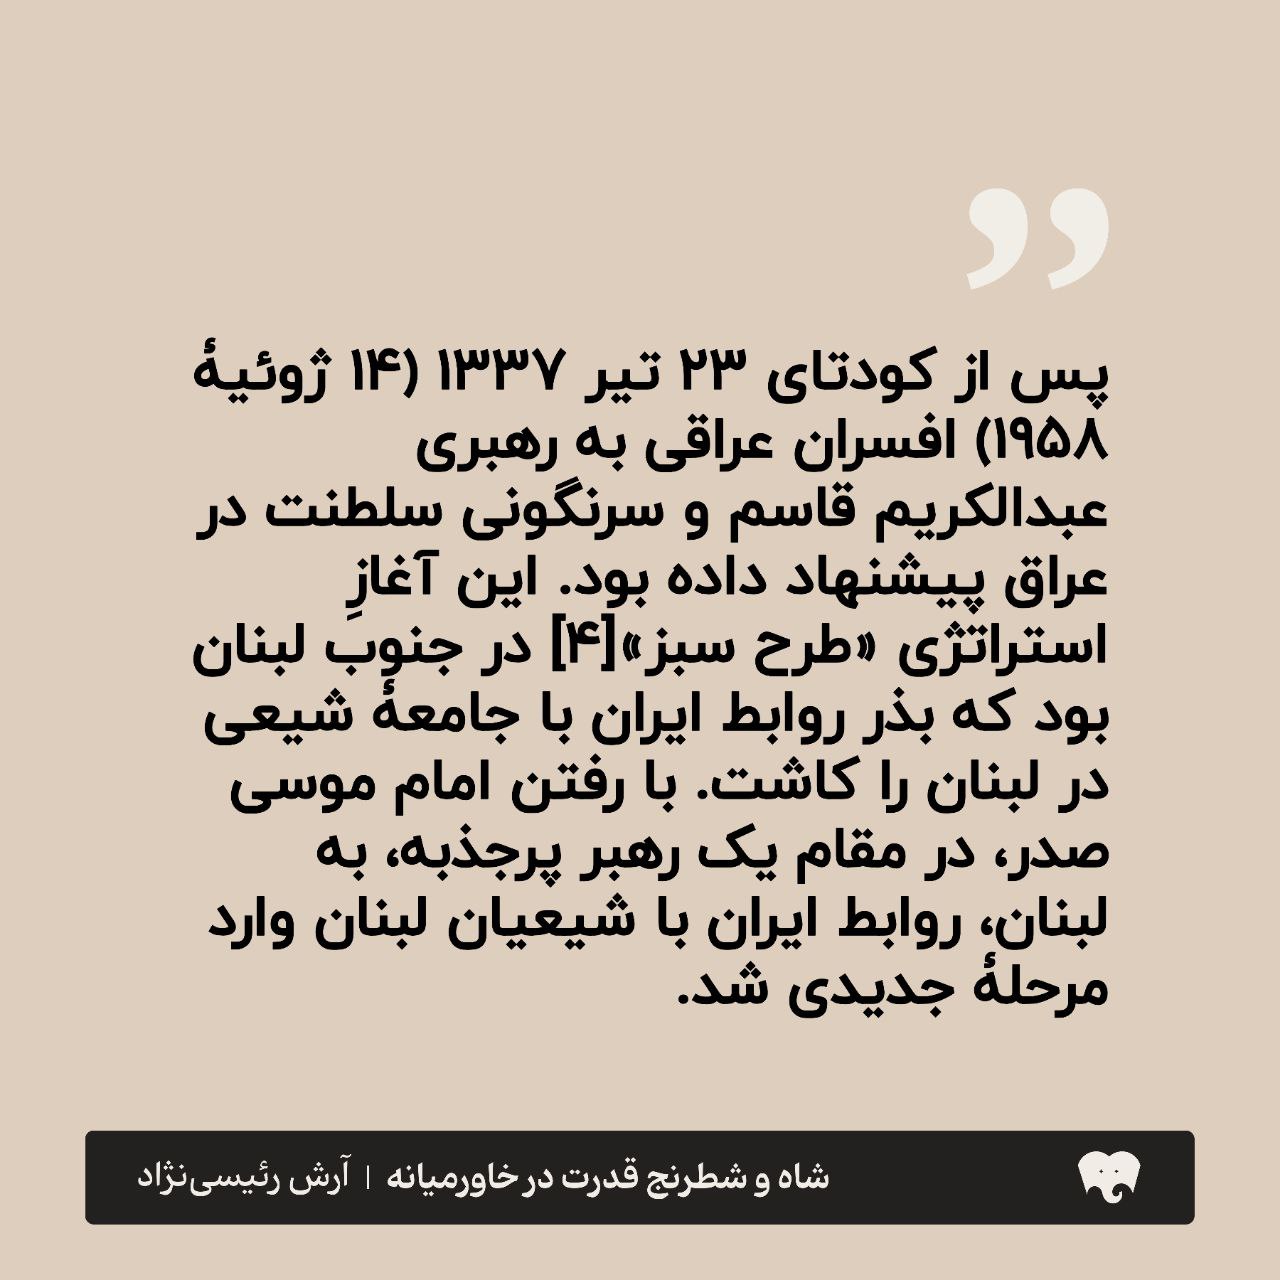 پس از کودتای ۲۳ تیر ۱۳۳۷ (۱۴ ژوئیهٔ
۱۹۵۸) افسران عراقی به رهبری
عبدالکریم قاسم و سرنگونی سلطنت در
عراق پیشنهاد داده بود. این آغازِ
استراتژی «طرح سبز»[۴] در جنوب لبنان
بود که بذر روابط ایران با جامعهٔ شیعی
در لبنان را کاشت. با رفتن امام موسی
صدر، در مقام یک رهبر پرجذبه، به
لبنان، روابط ایران با شیعیان لبنان وارد
مرحلهٔ جدیدی شد.
شاه و شطرنج قدرت در خاورمیانه | آرش رئیسی‌نژاد